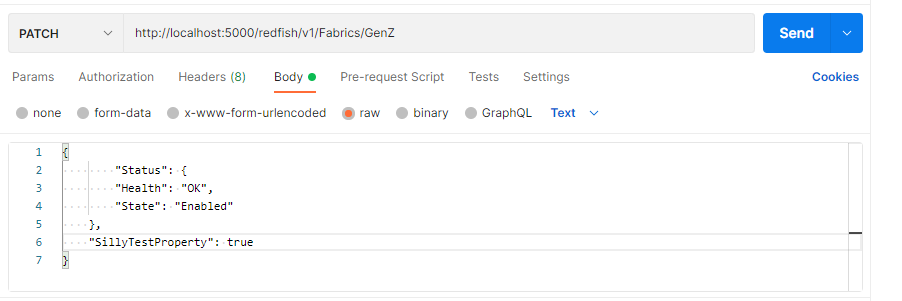 PATCH http://localhost:5000/redfish/v1/Fabrics/GenZ Send
Params Authorization Headers (8) Body Pre-request Script Tests Settings Cookies
none form-data x-www-form-urlencoded raw binary GraphQL Text
1 {
2 "Status": {
3 "Health": "OK",
4 "State": "Enabled"
5 },
6 "SillyTestProperty": true
7 }